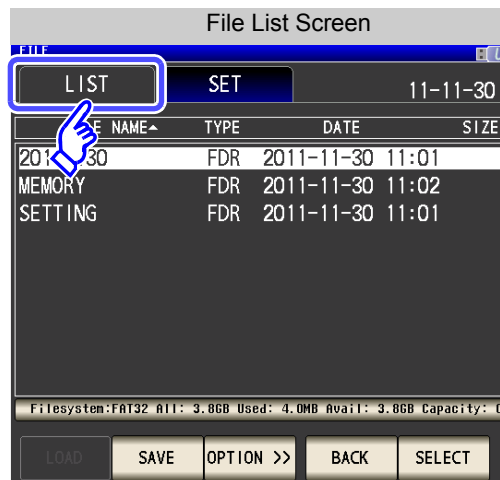 File List Screen
FILE
LIST SET 11-11-30
NAME▲ TYPE DATE SIZE
FDR 2011-11-30 11:01
MEMORY FDR 2011-11-30 11:02
SETTING FDR 2011-11-30 11:01
Filesystem:FAT32 All: 3.8GB Used: 4.0MB Avail: 3.8GB Capacity:
LOAD SAVE OPTION >> BACK SELECT